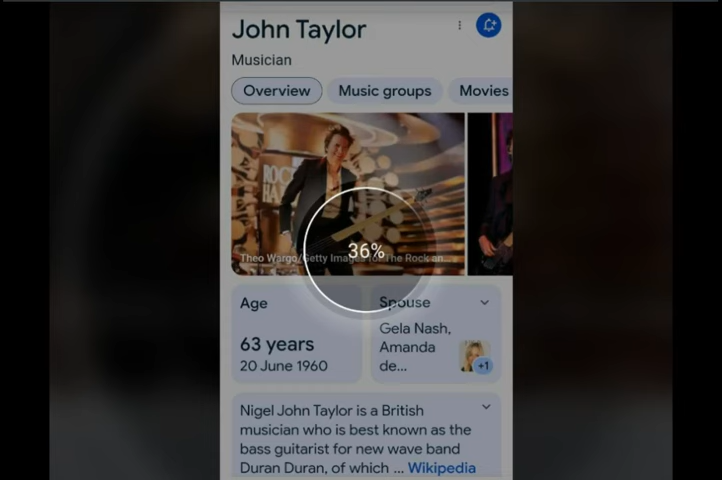 John Taylor
Musician
Overview
Music groups
Movies
ROCK
36%
Theo Wargo/Getty Images for The Rock an...
Age
63 years
20 June 1960
Spouse
Gela Nash,
Amanda
de...
+1
Nigel John Taylor is a British
musician who is best known as the
bass guitarist for new wave band
Duran Duran, of which ... Wikipedia